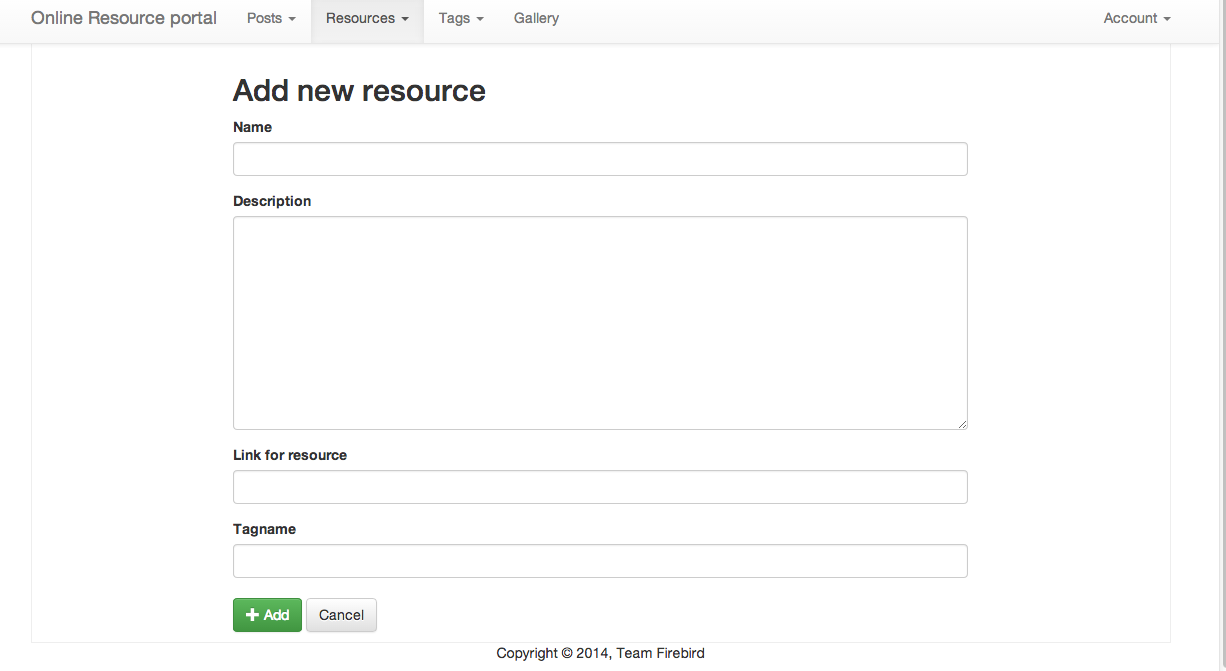 Online Resource portal Posts Resources Tags Gallery Account
Add new resource
Name
Description
Link for resource
Tagname
Add Cancel
Copyright © 2014, Team Firebird